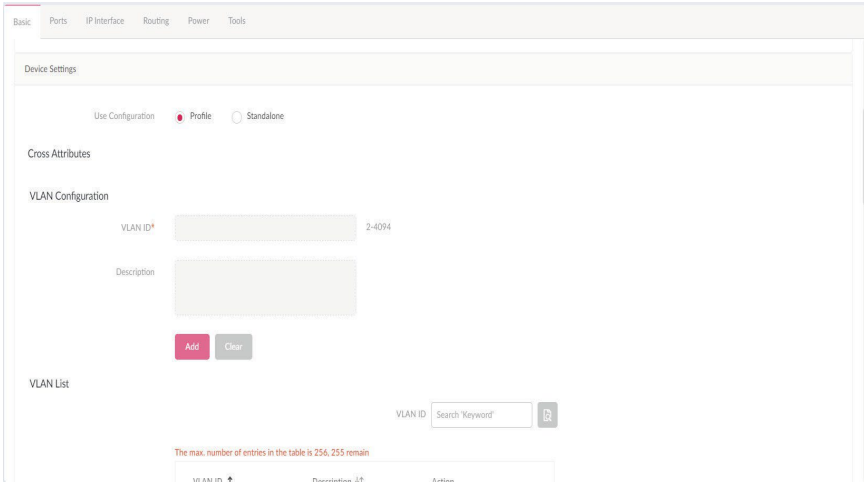 Basic Ports IP Interface Routing Power Tools
Device Settings
Use Configuration Profile Standalone
Cross Attributes
VLAN Configuration
VLAN ID* 2-4094
Description
Add Clear
VLAN List
VLAN ID Search 'Keyword'
The max. number of entries in the table is 256, 255 remain
VLAN ID Description Action